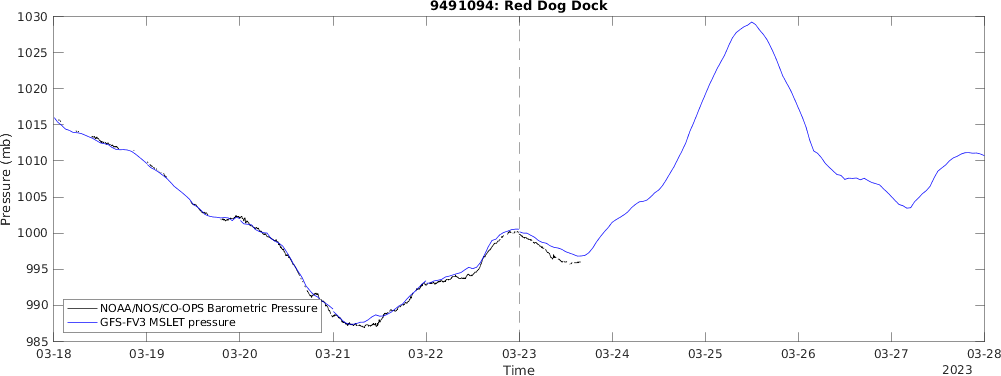 9491094: Red Dog Dock
Pressure (mb)
1030
1025
1020
1015
1010
1005
1000
995
990
985
NOAA/NOS/CO-OPS Barometric Pressure
GFS-FV3 MSLET pressure
03-18 03-19 03-20 03-21 03-22 03-23 03-24 03-25 03-26 03-27 03-28
Time
2023